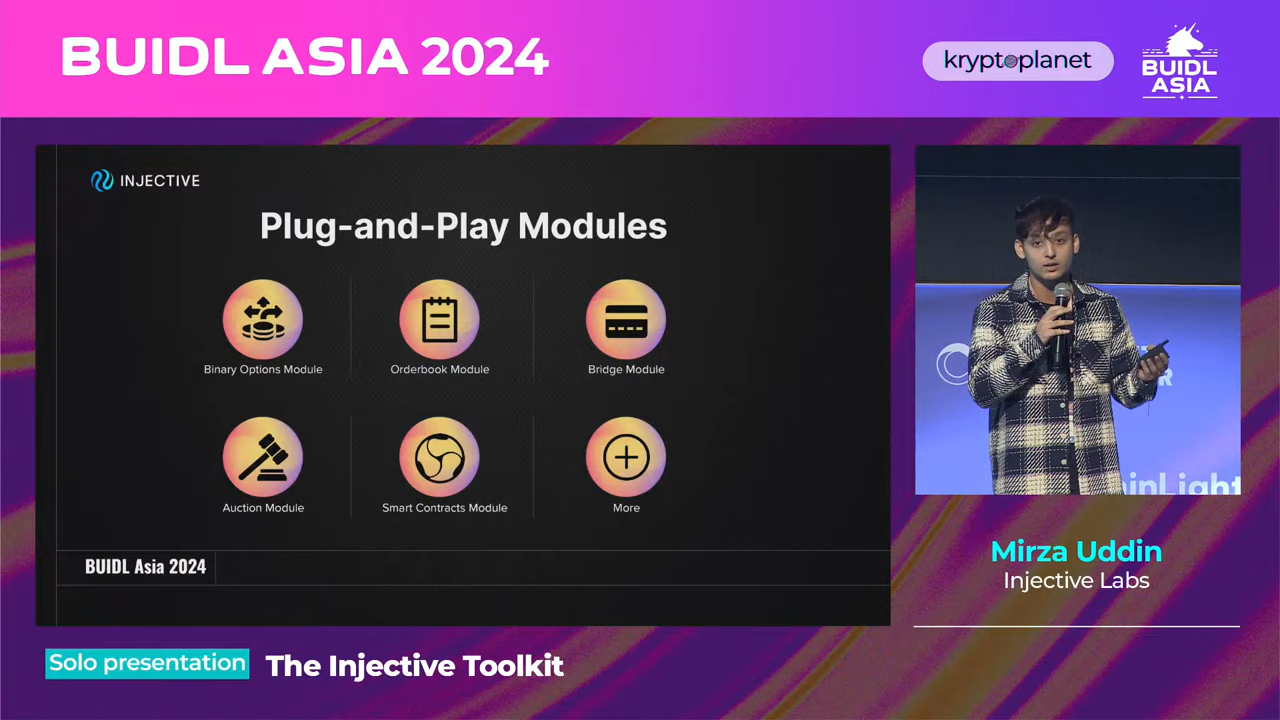 BUIDL ASIA 2024
kryptoplanet
BUIDL
ASIA
INJECTIVE
Plug-and-Play Modules
Binary Options Module
Orderbook Module
Bridge Module
Auction Module
Smart Contracts Module
More
BUIDL Asia 2024
Mirza Uddin
Injective Labs
Solo presentation
The Injective Toolkit